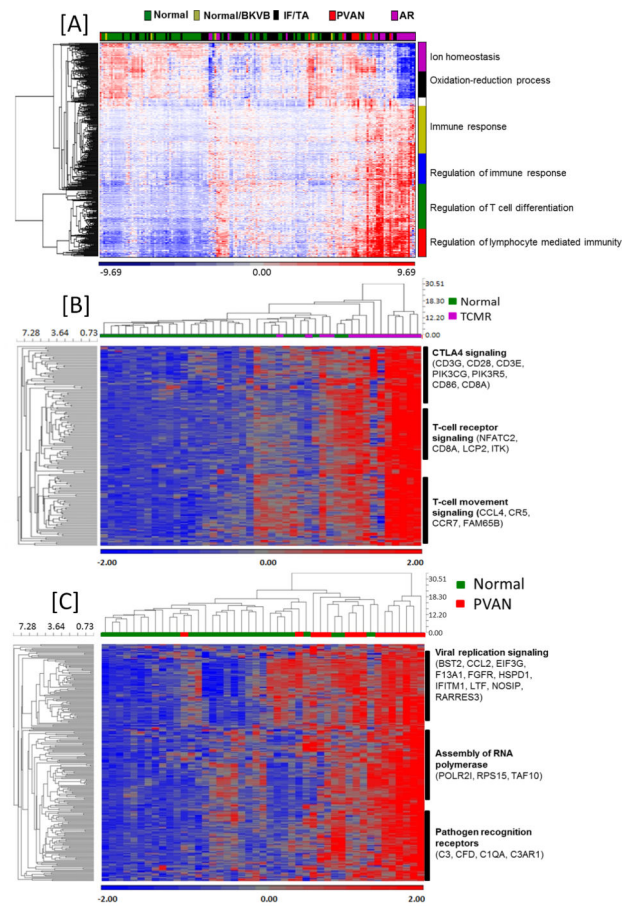 Normal Normal/BKVB IF/TA PVAN AR
[A]
Ion homeostasis
Oxidation-reduction process
Immune response
Regulation of immune response
Regulation of T cell differentiation
Regulation of lymphocyte mediated immunity
-9.69 0.00 9.69
[B]
30.51
18.30
12.20
0.00
Normal
TCMR
7.28 3.64 0.73
CTLA4 signaling
(CD3G, CD28, CD3E,
PIK3CG, PIK3R5,
CD86, CD8A)
T-cell receptor
signaling (NFATC2,
CD8A, LCP2, ITK)
T-cell movement
signaling (CCL4, CR5,
CCR7, FAM65B)
-2.00 0.00 2.00
[C]
30.51
18.30
12.20
0.00
Normal
PVAN
7.28 3.64 0.73
Viral replication signaling
(BST2, CCL2, EIF3G,
F13A1, FGFR, HSPD1,
IFITM1, LTF, NOSIP,
RARRES3)
Assembly of RNA
polymerase
(POLR2I, RPS15, TAF10)
Pathogen recognition
receptors
(C3, CFD, C1QA, C3AR1)
-2.00 0.00 2.00